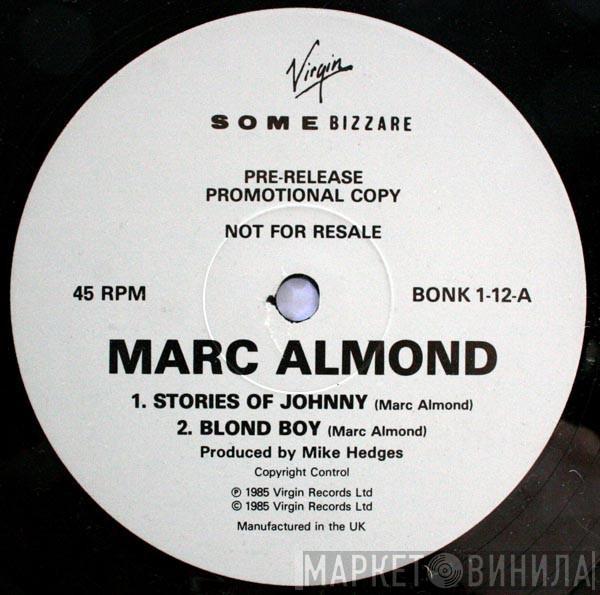 Virgin
SOME BIZZARE
PRE-RELEASE
PROMOTIONAL COPY
NOT FOR RESALE
45 RPM
BONK 1-12-A
MARC ALMOND
1. STORIES OF JOHNNY (Marc Almond)
2. BLOND BOY (Marc Almond)
Produced by Mike Hedges
Copyright Control
℗ 1985 Virgin Records Ltd
© 1985 Virgin Records Ltd
Manufactured in the UK
МАРКЕТ ВИНИЛА